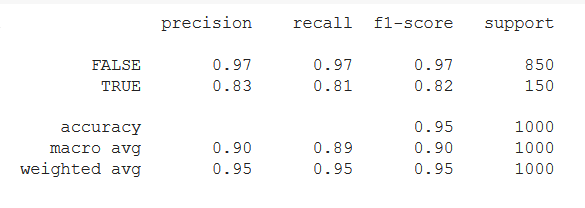 precision recall f1-score support
FALSE 0.97 0.97 0.97 850
TRUE 0.83 0.81 0.82 150
accuracy 0.95 1000
macro avg 0.90 0.89 0.90 1000
weighted avg 0.95 0.95 0.95 1000